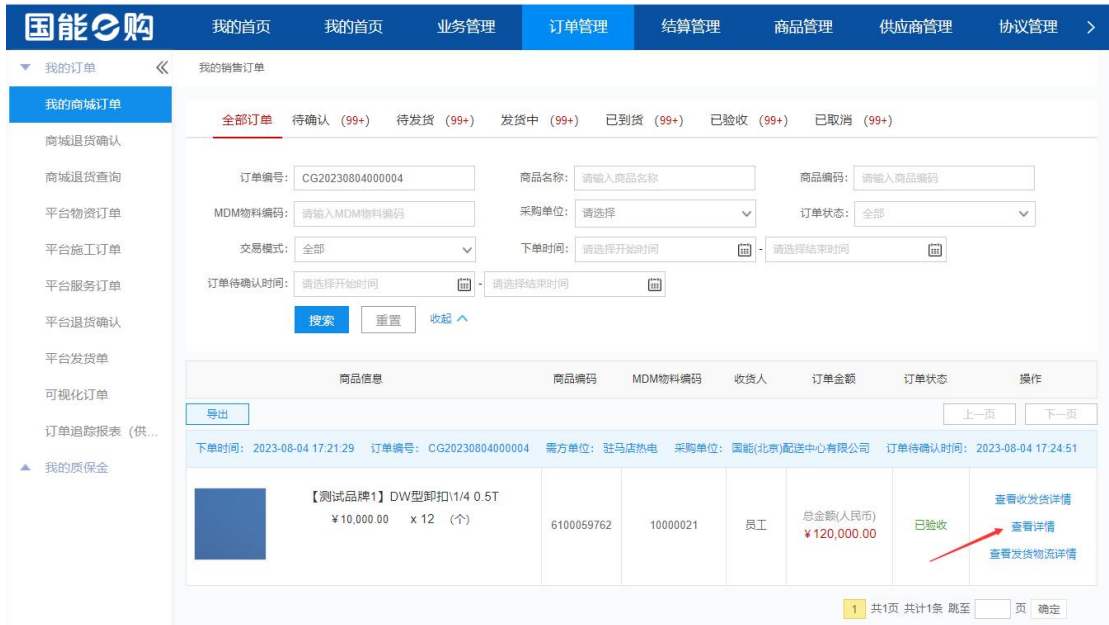 国能e购 我的首页 我的首页 业务管理 订单管理 结算管理 商品管理 供应商管理 协议管理
我的订单
我的销售订单
我的商城订单
全部订单 待确认 (99+) 待发货 (99+) 发货中 (99+) 已到货 (99+) 已验收 (99+) 已取消 (99+)
商城退货确认
商城退货查询
订单编号: CG20230804000004 商品名称: 请输入商品名称 商品编码: 请输入商品编码
平台物资订单
MDM物料编码: 请输入MDM物料编码 采购单位: 请选择 订单状态: 全部
平台施工订单
交易模式: 全部 下单时间: 请选择开始时间 - 请选择结束时间
平台服务订单
订单待确认时间: 请选择开始时间 - 请选择结束时间
平台退货确认
搜索 重置 收起
平台发货单
可视化订单
商品信息 商品编码 MDM物料编码 收货人 订单金额 订单状态 操作
导出 上一页 下一页
订单追踪报表（供...
下单时间: 2023-08-04 17:21:29 订单编号: CG20230804000004 需方单位: 驻马店热电 采购单位: 国能(北京)配送中心有限公司 订单待确认时间: 2023-08-04 17:24:51
我的质保金
【测试品牌1】DW型卸扣\1/4 0.5T
￥10,000.00 x 12 （个）
6100059762 10000021 员工
总金额(人民币)
￥120,000.00
已验收
查看收发货详情
查看详情
查看发货物流详情
1 共1页 共计1条 跳至 页 确定